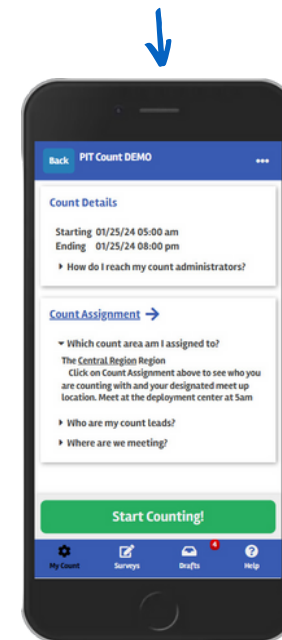 Back PIT Count DEMO
Count Details
Starting 01/25/24 05:00 am
Ending 01/25/24 08:00 pm
How do I reach my count administrators?
Count Assignment
Which count area am I assigned to?
The Central Region Region
Click on Count Assignment above to see who you
are counting with and your designated meet up
location. Meet at the deployment center at 5am
Who are my count leads?
Where are we meeting?
Start Counting!
4
My Count Surveys Drafts Help